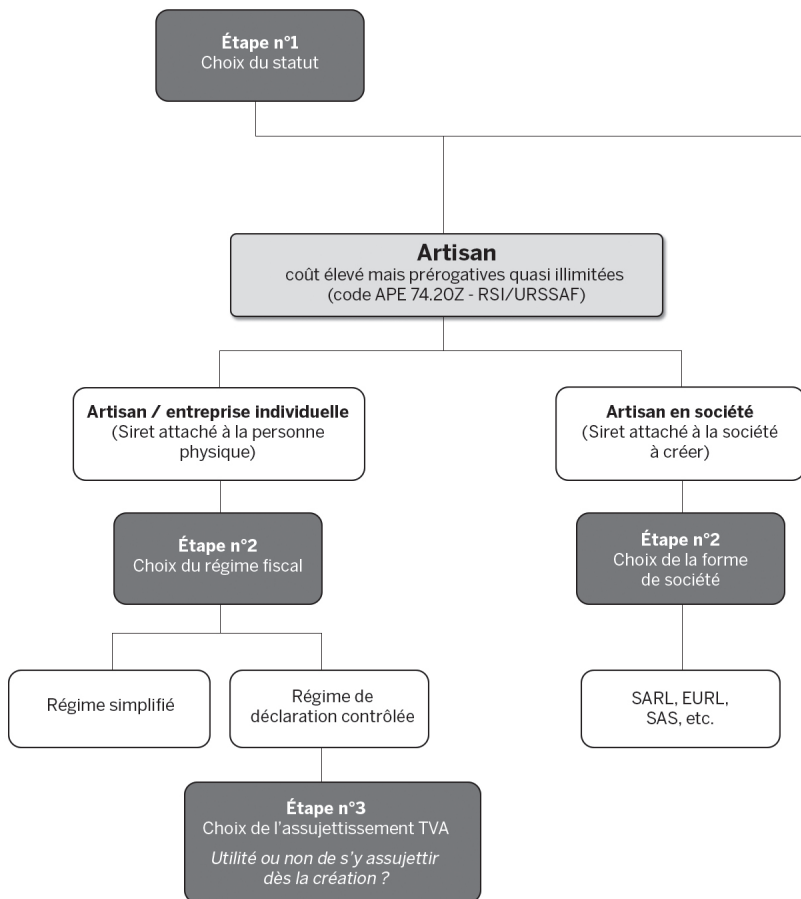 Étape n°1
Choix du statut
Artisan
coût élevé mais prérogatives quasi illimitées
(code APE 74.20Z - RSI/URSSAF)
Artisan / entreprise individuelle
(Siret attaché à la personne
physique)
Artisan en société
(Siret attaché à la société
à créer)
Étape n°2
Choix du régime fiscal
Étape n°2
Choix de la forme
de société
Régime simplifié
Régime de
déclaration contrôlée
SARL, EURL,
SAS, etc.
Étape n°3
Choix de l'assujettissement TVA
Utilité ou non de s'y assujettir
dès la création ?